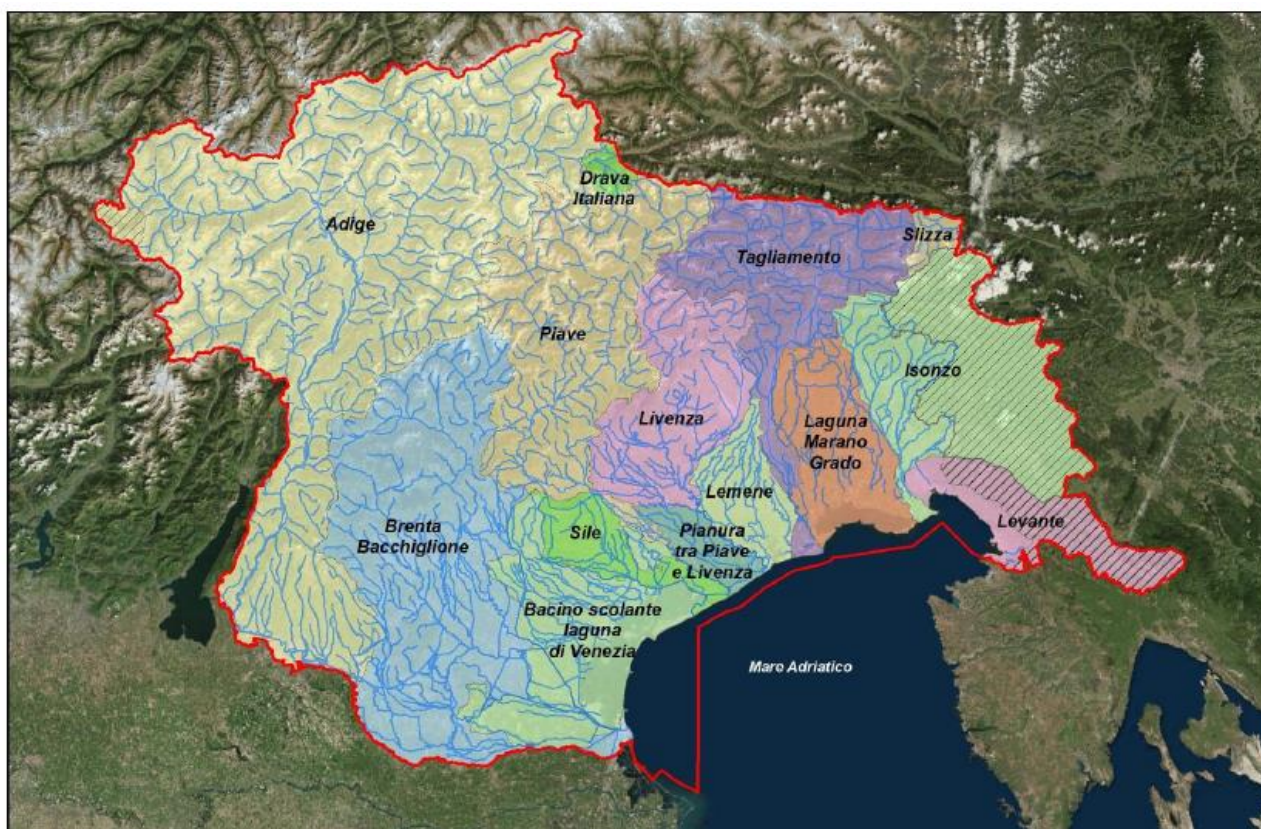 Drava
Italiana
Adige
Slizza
Tagliamento
Piave
Isonzo
Livenza
Laguna
Marano
Grado
Lemene
Levante
Brenta
Bacchiglione
Sile
Pianura
tra Piave
e Livenza
Bacino scolante
laguna
di Venezia
Mare Adriatico